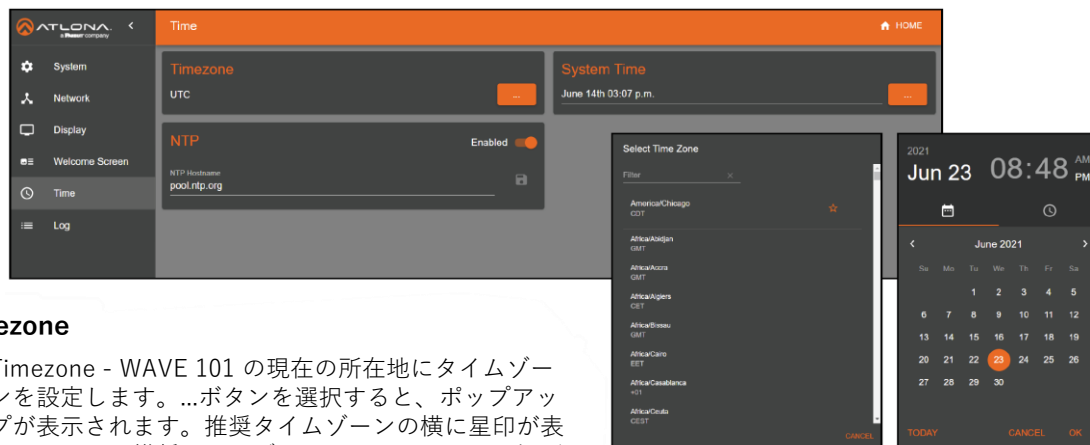 ATLONA
a Panduit company
Time
HOME
System
Network
Display
Welcome Screen
Time
Log
Timezone
UTC
...
System Time
June 14th 03:07 p.m.
...
NTP
Enabled
NTP Hostname
pool.ntp.org
Select Time Zone
Filter
America/Chicago
CDT
Africa/Abidjan
GMT
Africa/Accra
GMT
Africa/Algiers
CET
Africa/Bissau
GMT
Africa/Cairo
EET
Africa/Casablanca
+01
Africa/Ceuta
CEST
CANCEL
2021
Jun 23 08:48 AM
PM
June 2021
Su Mo Tu We Th Fr Sa
1 2 3 4 5
6 7 8 9 10 11 12
13 14 15 16 17 18 19
20 21 22 23 24 25 26
27 28 29 30
TODAY CANCEL OK
ezone
Timezone - WAVE 101 の現在の所在地にタイムゾー
ンを設定します。...ボタンを選択すると、ポップアッ
プが表示されます。推奨タイムゾーンの横に星印が表